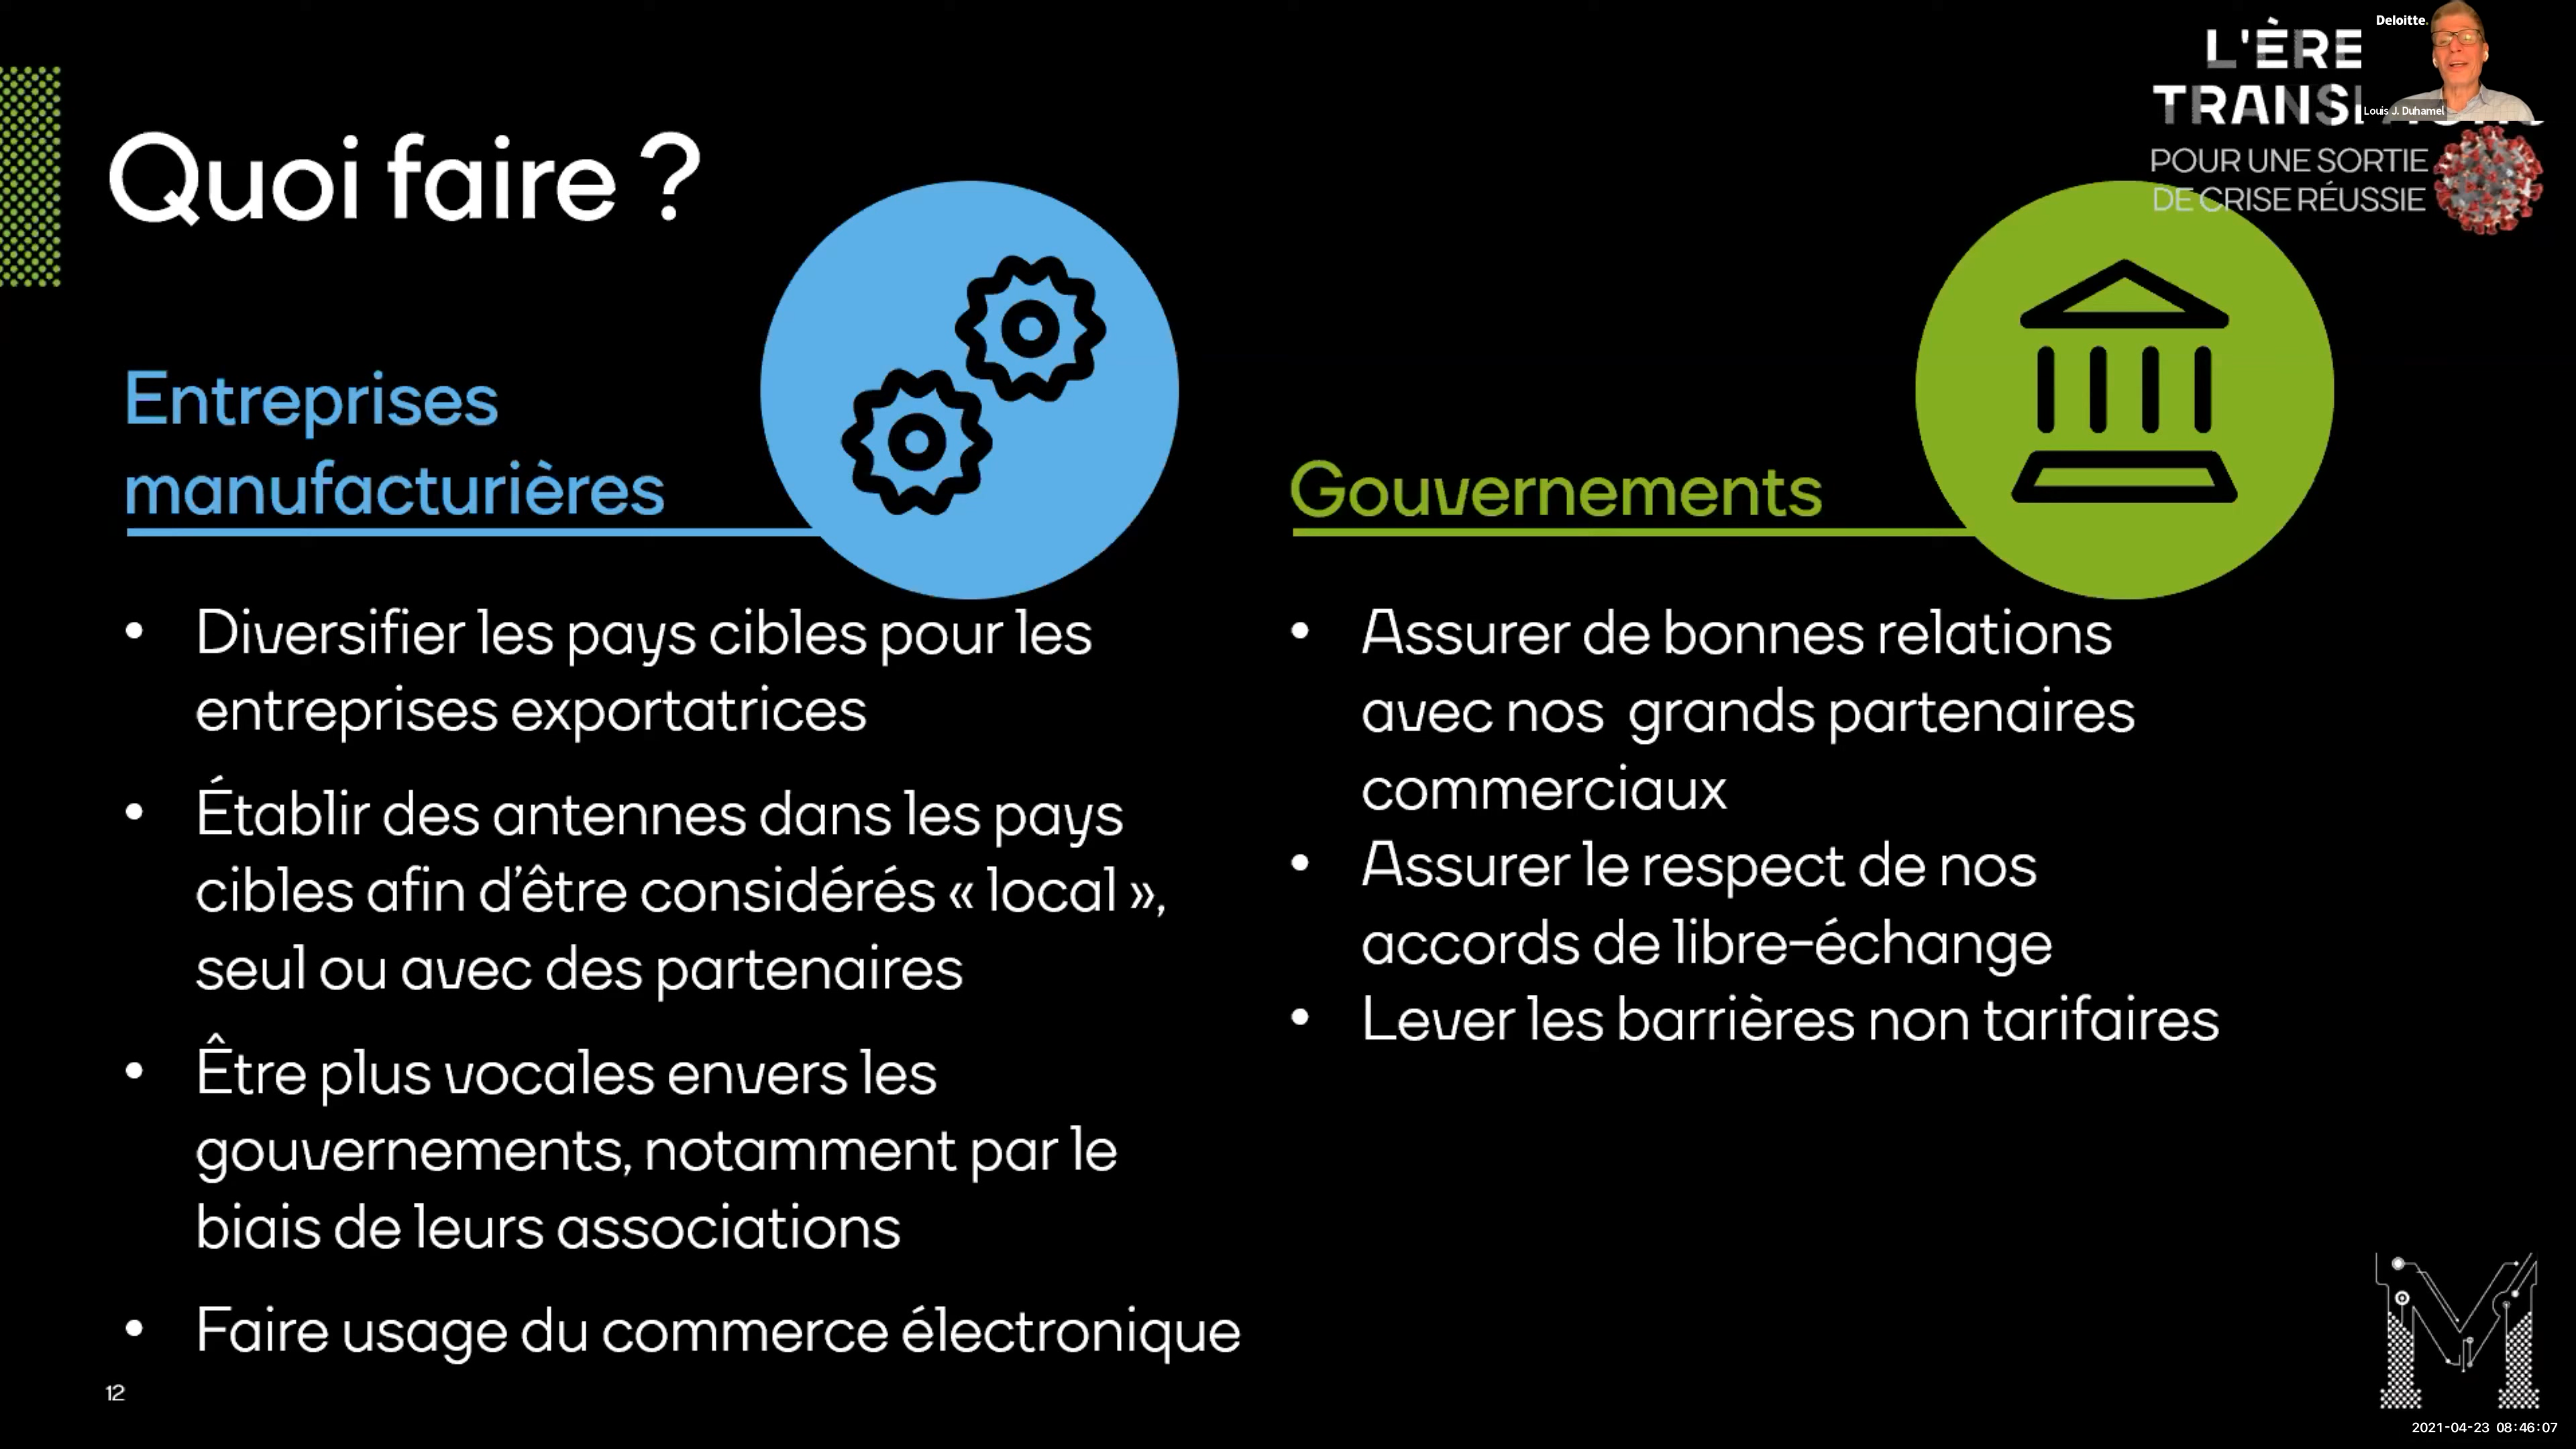 Deloitte.
L'ÈRE
Louis J. Duhamel
POUR UNE SORTIE
DE CRISE RÉUSSIE
Quoi faire ?
Entreprises
manufacturières
• Diversifier les pays cibles pour les
entreprises exportatrices
• Établir des antennes dans les pays
cibles afin d’être considérés « local »,
seul ou avec des partenaires
• Être plus vocales envers les
gouvernements, notamment par le
biais de leurs associations
• Faire usage du commerce électronique
Gouvernements
• Assurer de bonnes relations
avec nos grands partenaires
commerciaux
• Assurer le respect de nos
accords de libre-échange
• Lever les barrières non tarifaires
12
M
2021-04-23 08:46:07